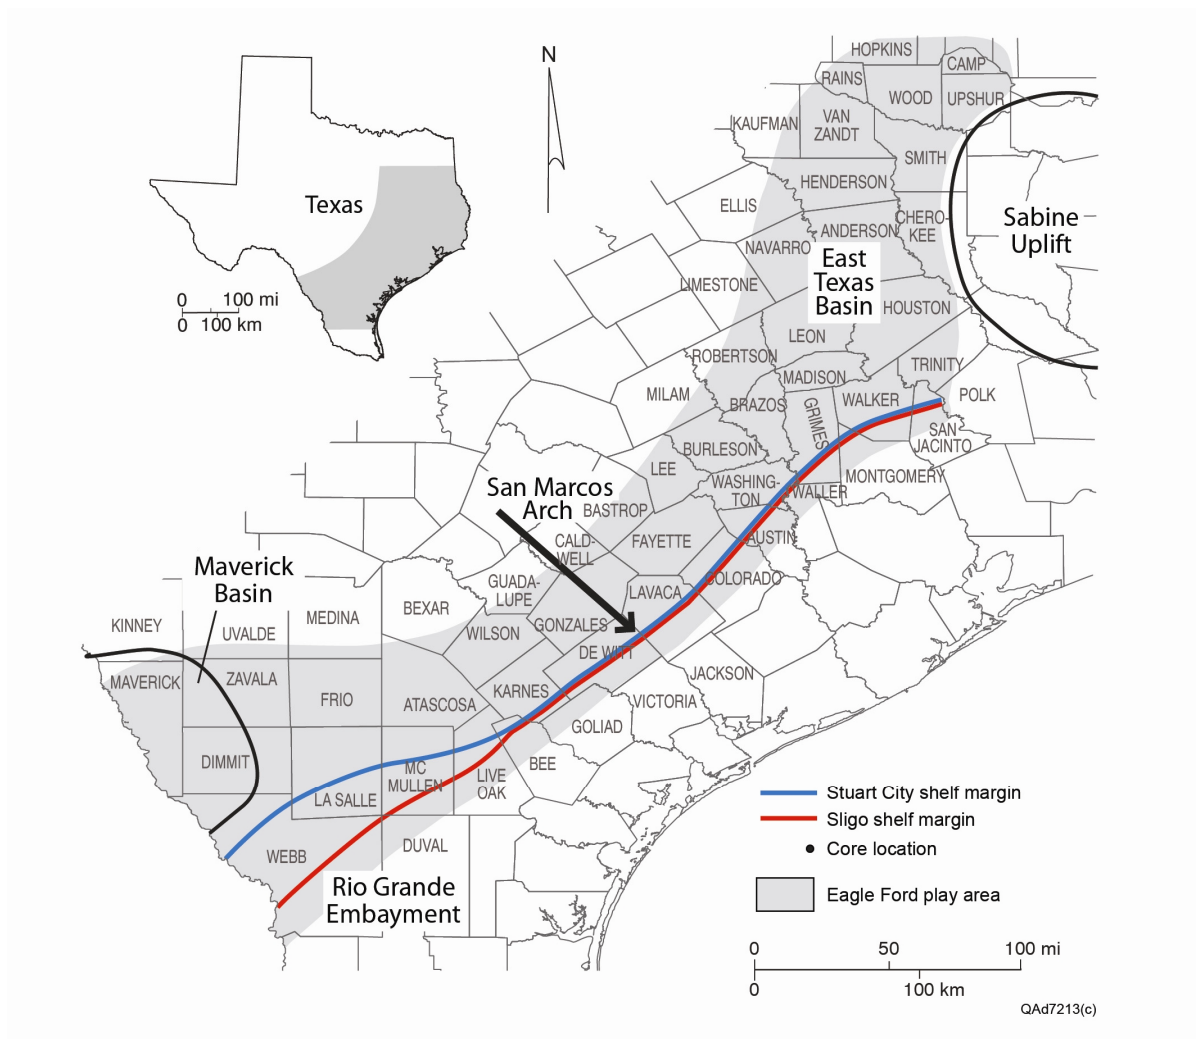 N
HOPKINS
CAMP
RAINS
WOOD
UPSHUR
KAUFMAN
VAN
ZANDT
SMITH
HENDERSON
Texas
ELLIS
CHERO-
KEE
Sabine
Uplift
ANDERSON
NAVARRO
East
Texas
Basin
LIMESTONE
0 100 mi
0 100 km
HOUSTON
LEON
ROBERTSON
TRINITY
MADISON
MILAM
POLK
BRAZOS
GRIMES
WALKER
SAN
JACINTO
BURLESON
LEE
MONTGOMERY
San Marcos
Arch
WASHING-
TON
WALLER
BASTROP
CALD-
WELL
FAYETTE
AUSTIN
Maverick
Basin
GUADA-
LUPE
LAVACA
COLORADO
KINNEY
UVALDE
MEDINA
BEXAR
WILSON
GONZALES
DE WITT
MAVERICK
ZAVALA
FRIO
ATASCOSA
KARNES
JACKSON
VICTORIA
GOLIAD
DIMMIT
MC
MULLEN
LIVE
OAK
BEE
LA SALLE
WEBB
DUVAL
Rio Grande
Embayment
Stuart City shelf margin
Sligo shelf margin
Core location
Eagle Ford play area
0 50 100 mi
0 100 km
QAd7213(c)